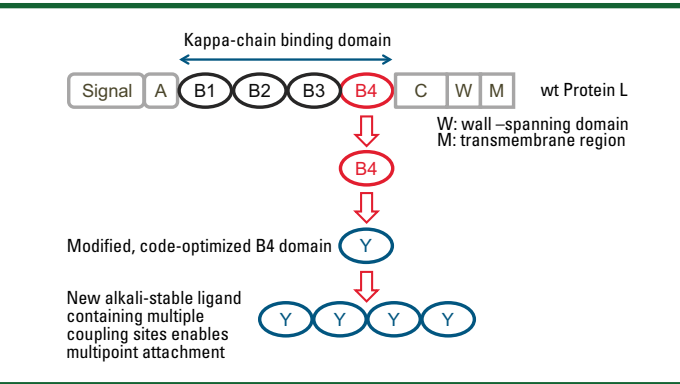 Kappa-chain binding domain
Signal A B1 B2 B3 B4 C W M wt Protein L
W: wall –spanning domain
M: transmembrane region
B4
Modified, code-optimized B4 domain Y
New alkali-stable ligand
containing multiple
coupling sites enables
multipoint attachment
Y Y Y Y